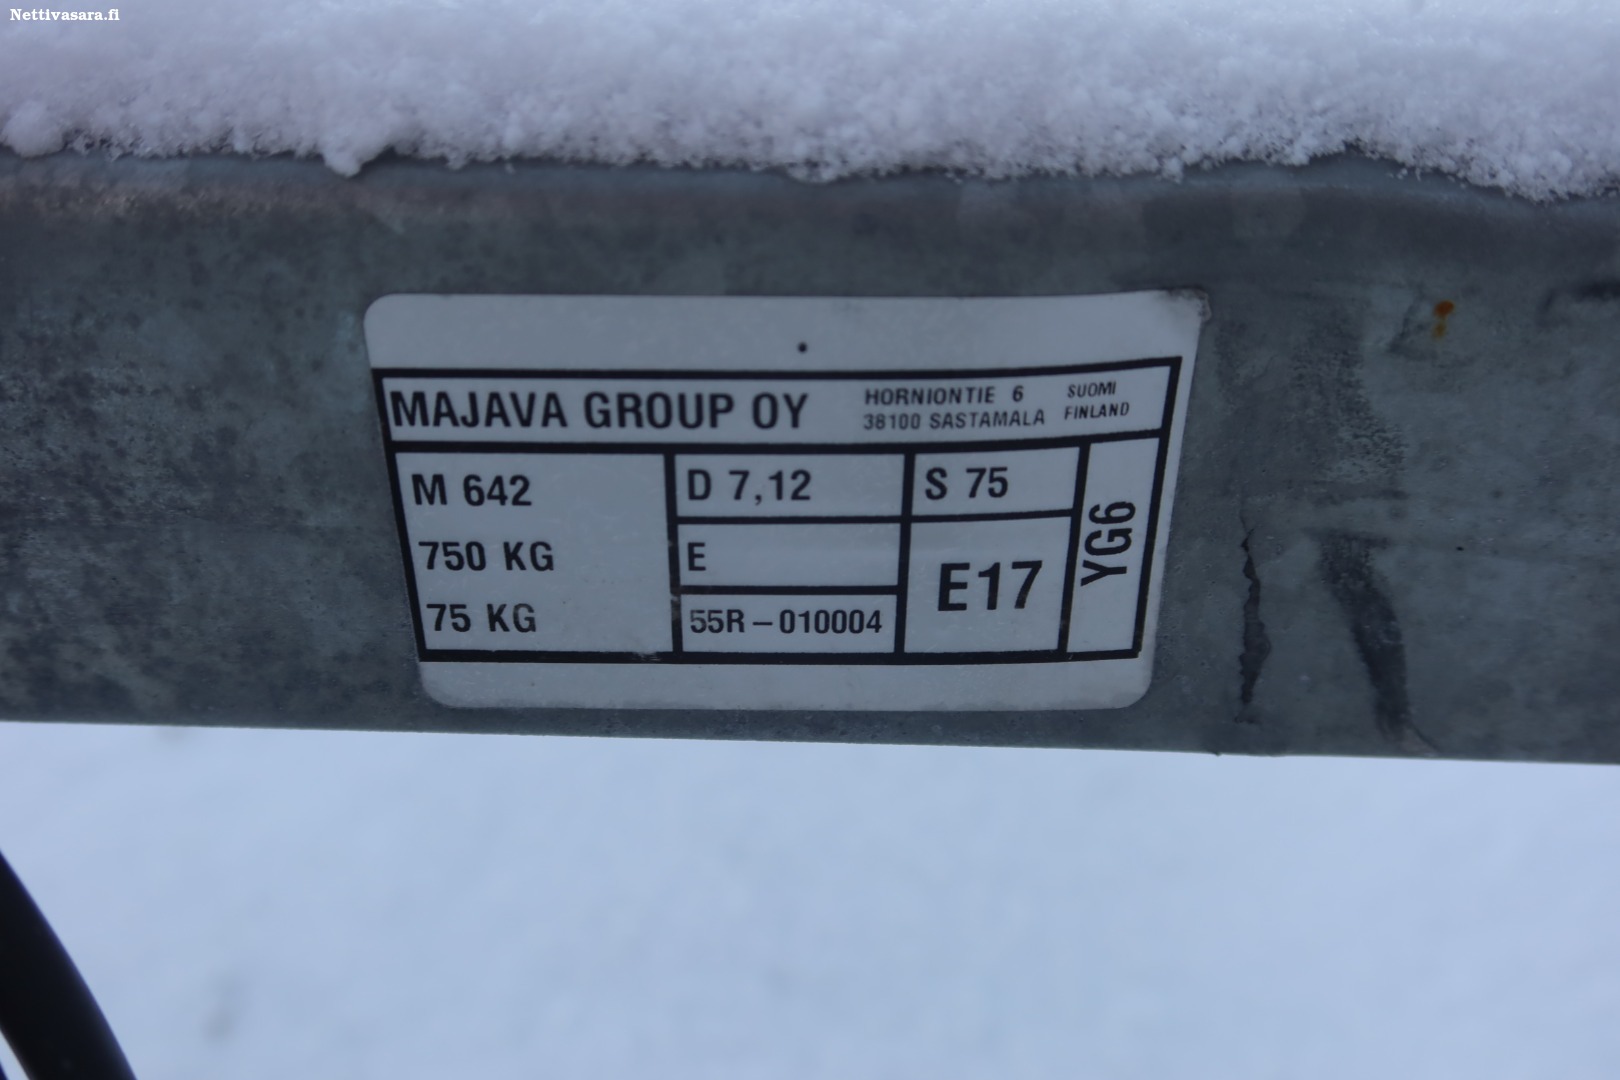 Nettivasara.fi
MAJAVA GROUP OY
HORNIONTIE 6
38100 SASTAMALA
SUOMI
FINLAND
M 642
750 KG
75 KG
D 7,12
E
55R-010004
S 75
E17
YG6